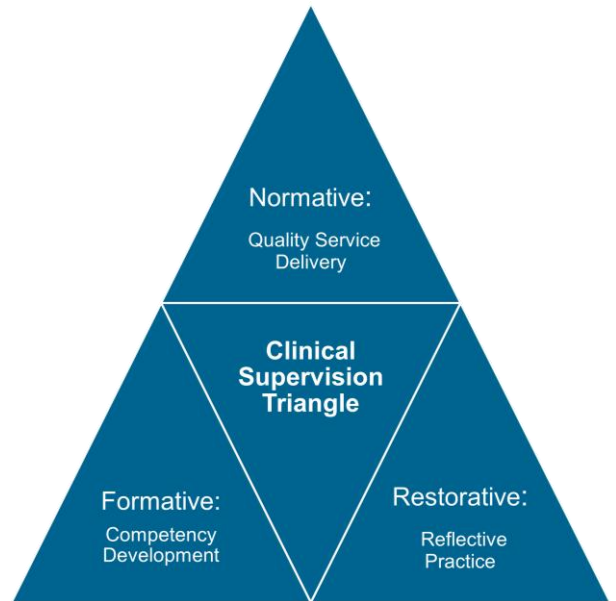 Normative:
Quality Service
Delivery
Clinical
Supervision
Triangle
Formative:
Competency
Development
Restorative:
Reflective
Practice